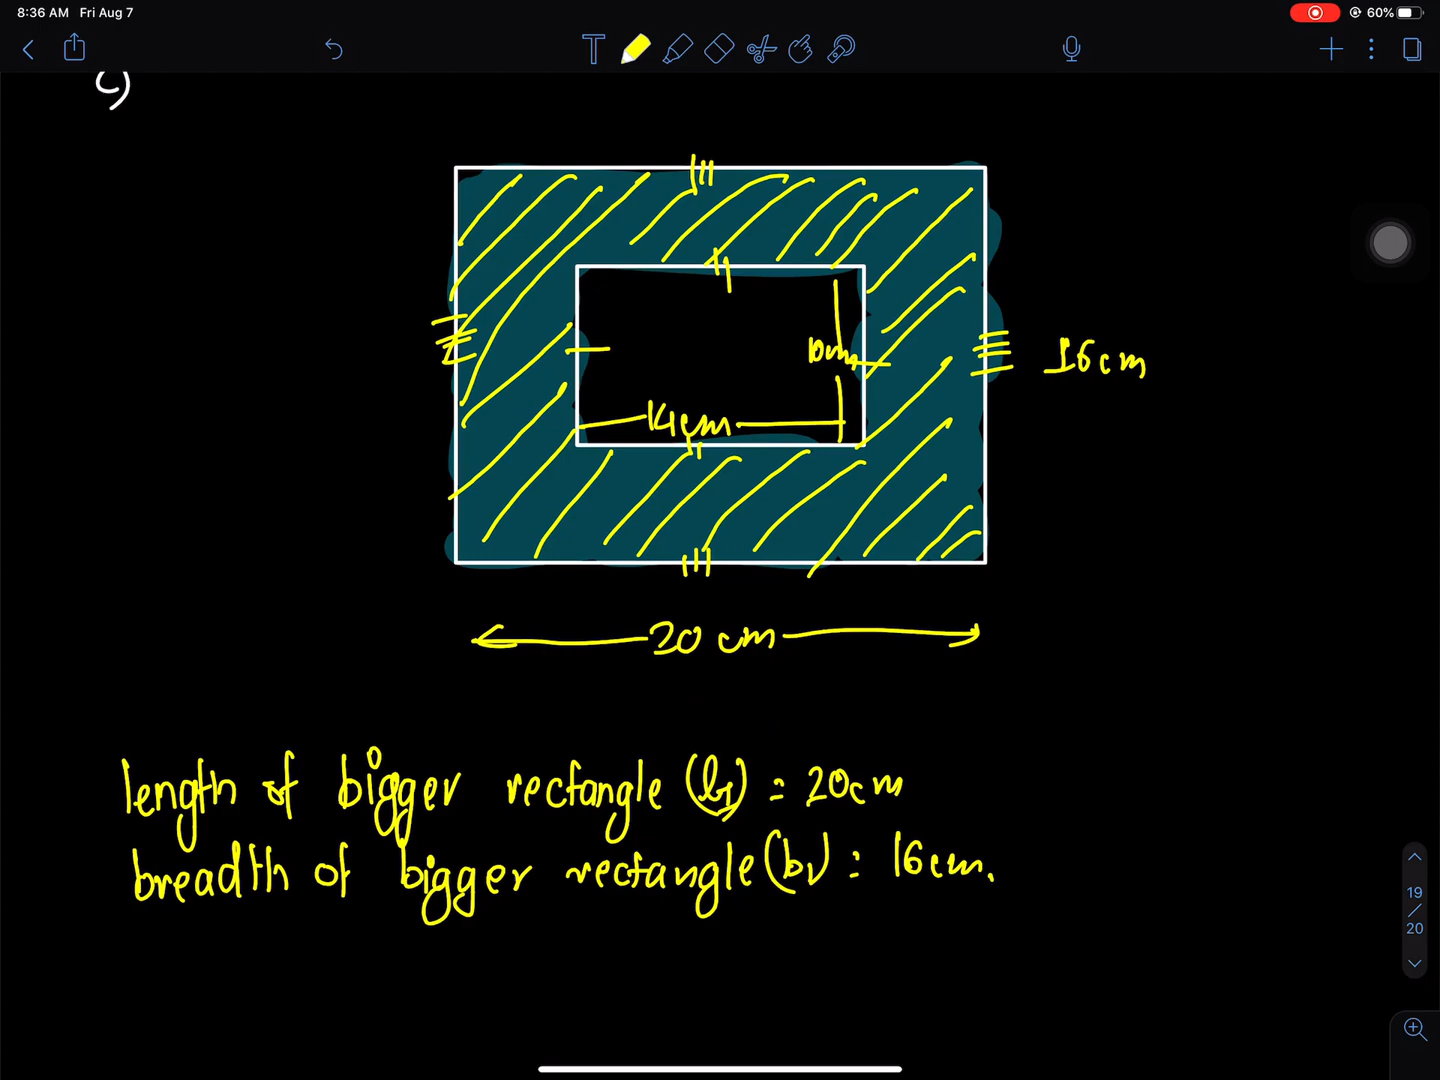 8:36 AM Fri Aug 7
60%
T
c)
10cm
16cm
14cm
20 cm
length of bigger rectangle (l1) = 20cm
breadth of bigger rectangle (b1) = 16cm.
19
20